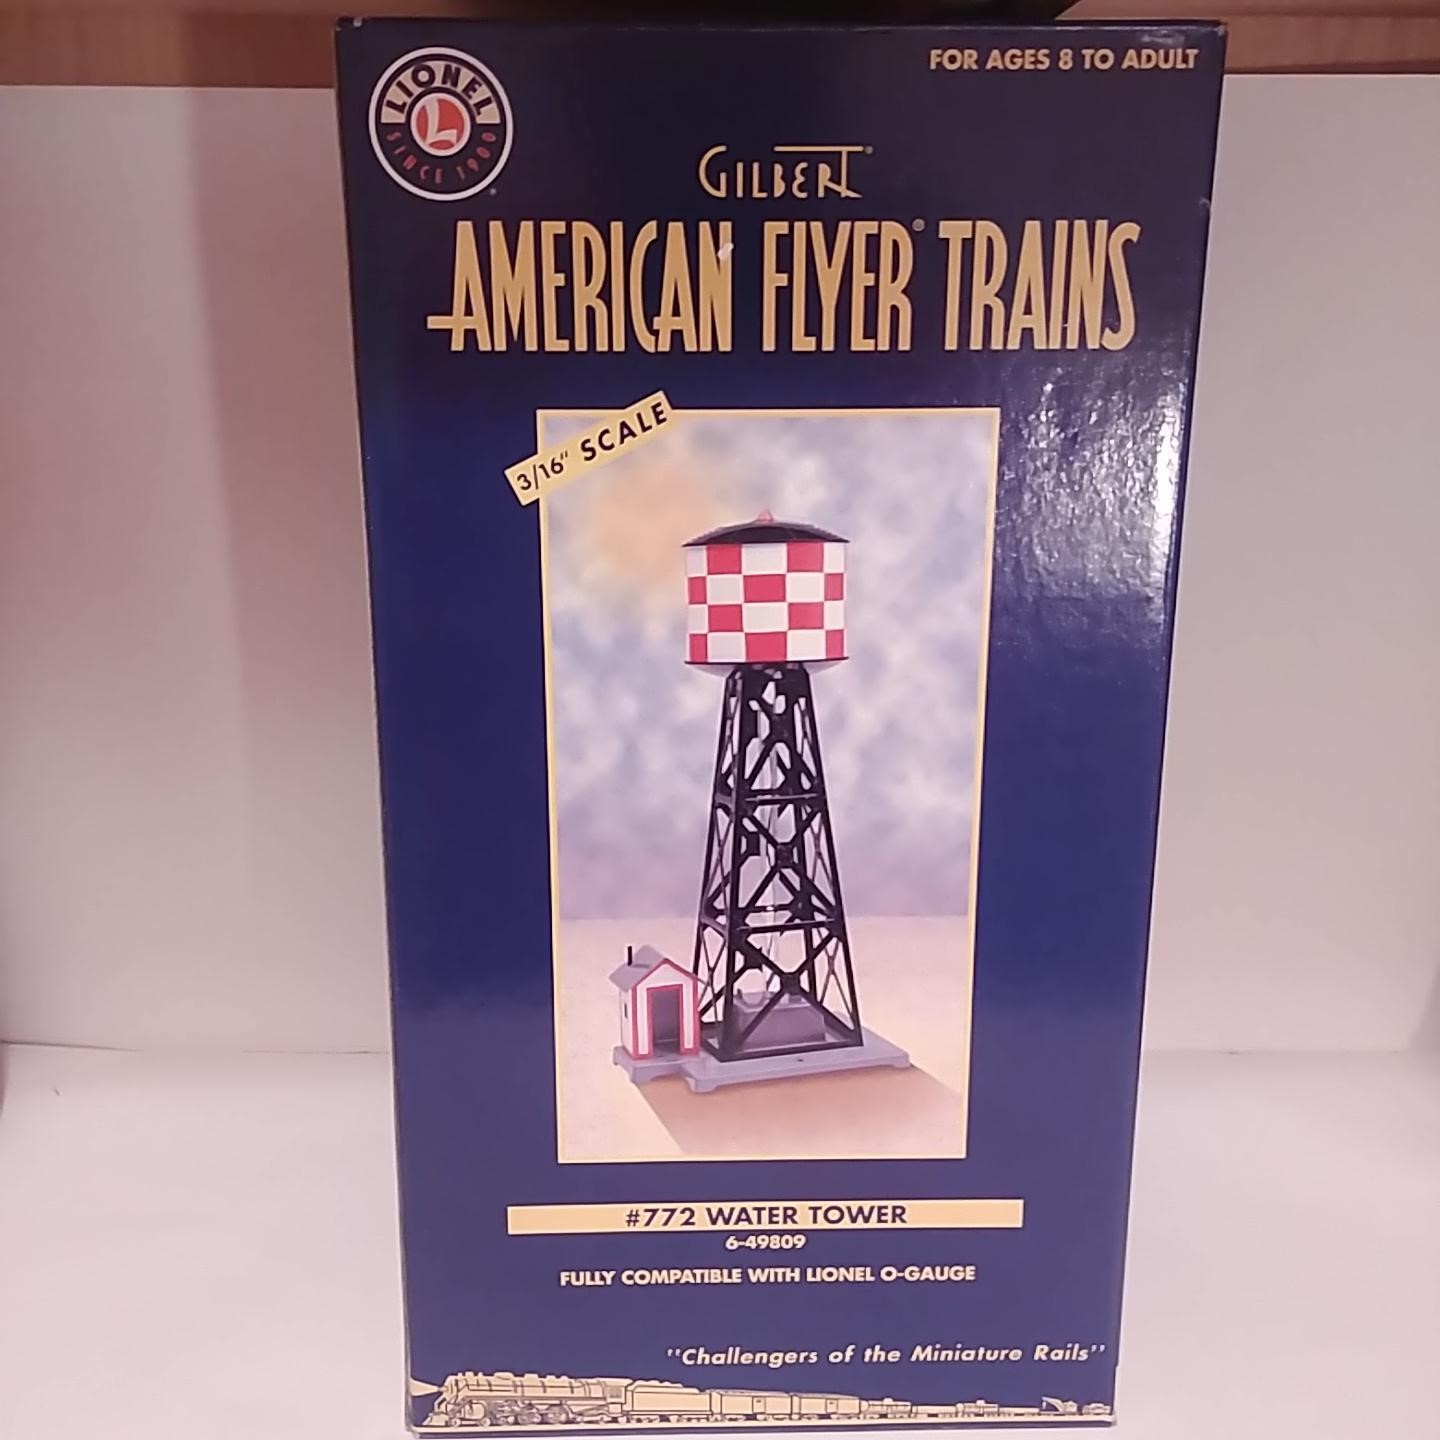 LIONEL
L
SINCE 1900
FOR AGES 8 TO ADULT
GILBERT®
AMERICAN FLYER® TRAINS
3/16" SCALE
#772 WATER TOWER
6-49809
FULLY COMPATIBLE WITH LIONEL O-GAUGE
"Challengers of the Miniature Rails"